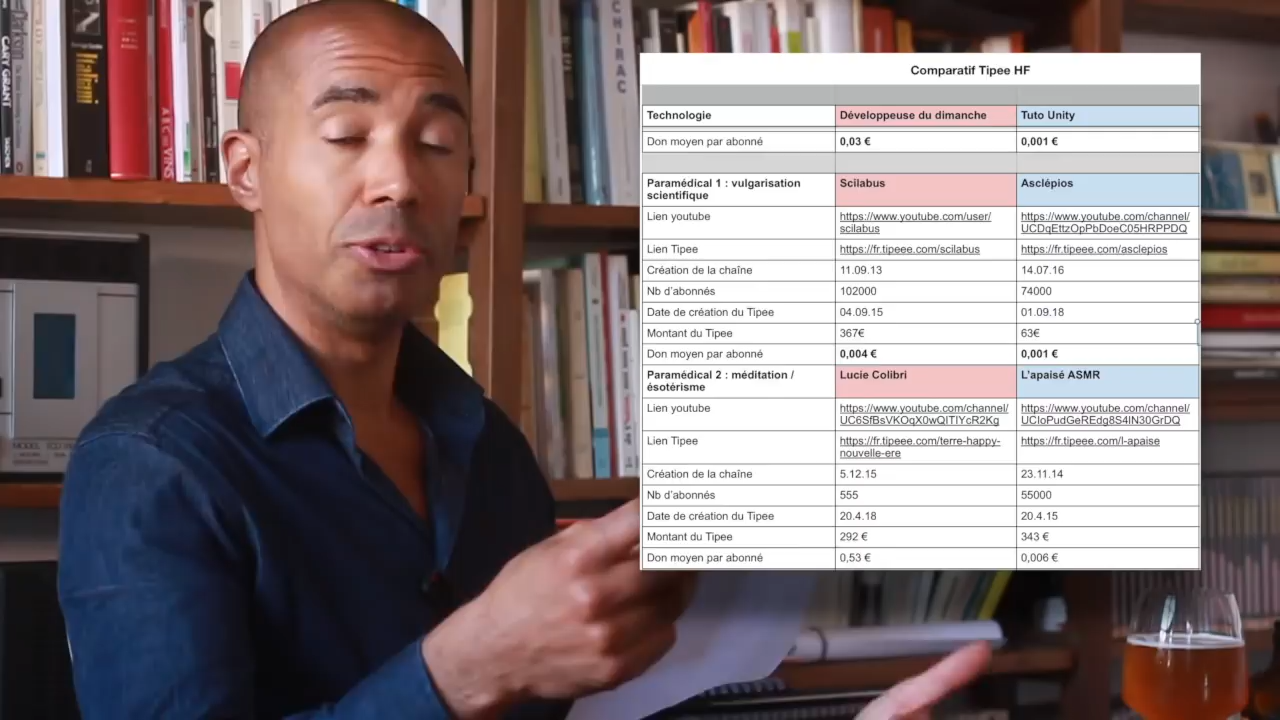 CARY GRANT
CHIRAC
Comparatif Tipee HF
Technologie Développeuse du dimanche Tuto Unity
Don moyen par abonné 0,03 € 0,001 €
Paramédical 1 : vulgarisation scientifique Scilabus Asclépios
Lien youtube https://www.youtube.com/user/scilabus https://www.youtube.com/channel/UCDqEttzOpPbDoeC05HRPPDQ
Lien Tipee https://fr.tipeee.com/scilabus https://fr.tipeee.com/asclepios
Création de la chaîne 11.09.13 14.07.16
Nb d'abonnés 102000 74000
Date de création du Tipee 04.09.15 01.09.18
Montant du Tipee 367€ 63€
Don moyen par abonné 0,004 € 0,001 €
Paramédical 2 : méditation / ésotérisme Lucie Colibri L'apaisé ASMR
Lien youtube https://www.youtube.com/channel/UC6SfBsVKOqX0wQITlYcR2Kg https://www.youtube.com/channel/UCIoPudGeREdg8S4IN30GrDQ
Lien Tipee https://fr.tipeee.com/terre-happy-nouvelle-ere https://fr.tipeee.com/l-apaise
Création de la chaîne 5.12.15 23.11.14
Nb d'abonnés 555 55000
Date de création du Tipee 20.4.18 20.4.15
Montant du Tipee 292 € 343 €
Don moyen par abonné 0,53 € 0,006 €